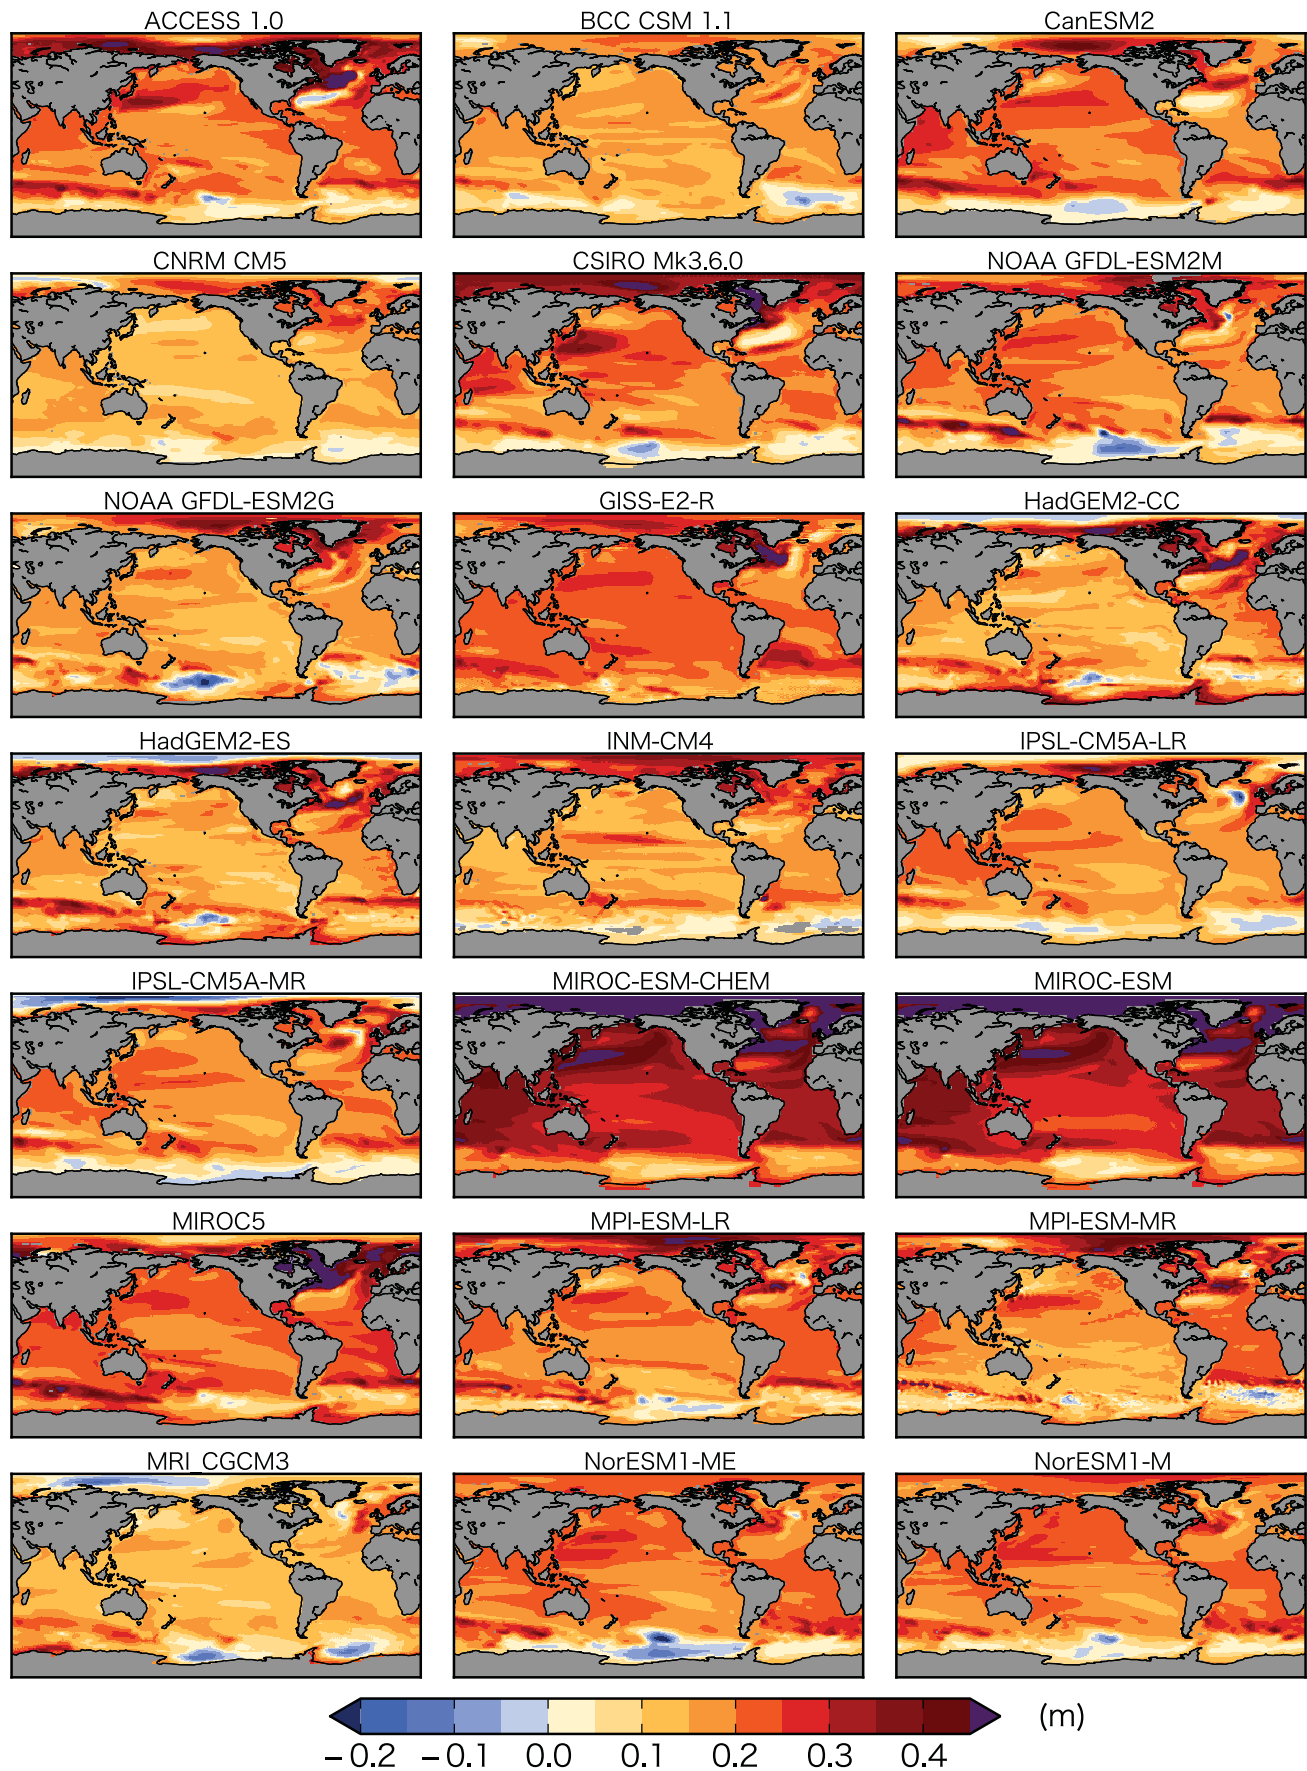 ACCESS 1.0 BCC CSM 1.1 CanESM2
CNRM CM5 CSIRO Mk3.6.0 NOAA GFDL-ESM2M
NOAA GFDL-ESM2G GISS-E2-R HadGEM2-CC
HadGEM2-ES INM-CM4 IPSL-CM5A-LR
IPSL-CM5A-MR MIROC-ESM-CHEM MIROC-ESM
MIROC5 MPI-ESM-LR MPI-ESM-MR
MRI_CGCM3 NorESM1-ME NorESM1-M
(m)
−0.2 −0.1 0.0 0.1 0.2 0.3 0.4